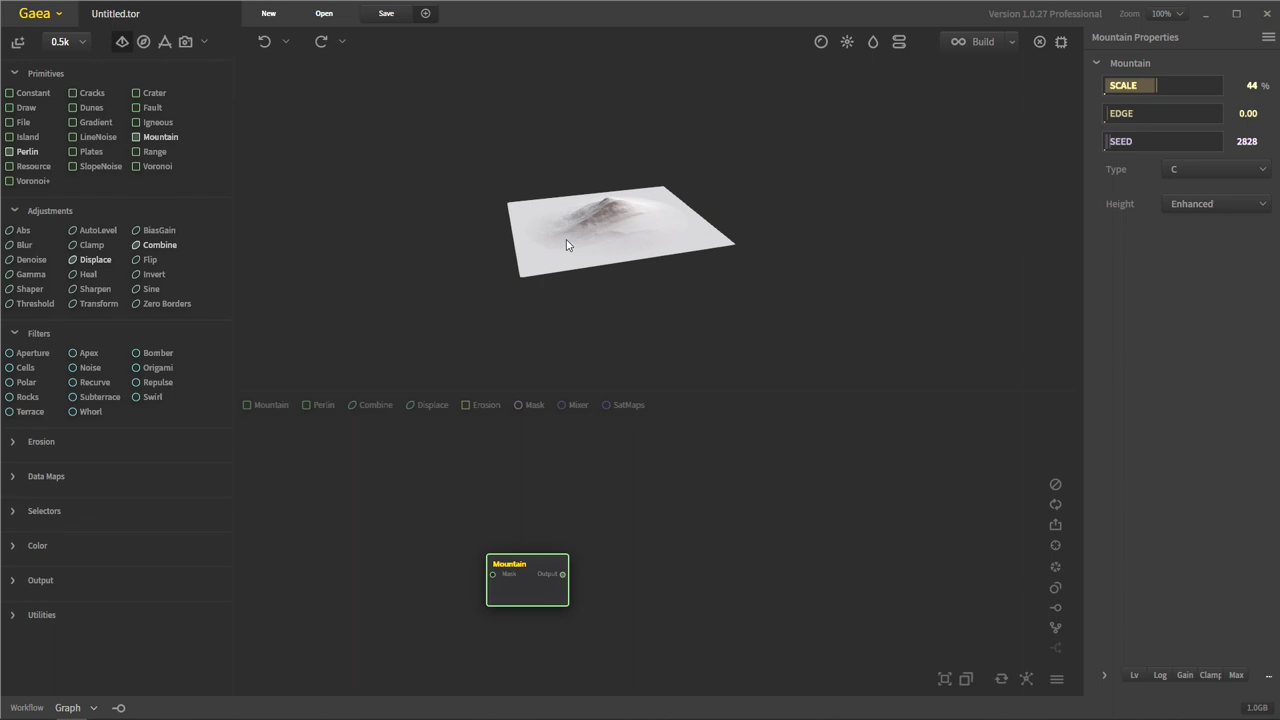 Gaea Untitled.tor New Open Save Version 1.0.27 Professional Zoom 100%
0.5k Build Mountain Properties
Primitives
Constant Cracks Crater
Draw Dunes Fault
File Gradient Igneous
Island LineNoise Mountain
Perlin Plates Range
Resource SlopeNoise Voronoi
Voronoi+
Adjustments
Abs AutoLevel BiasGain
Blur Clamp Combine
Denoise Displace Flip
Gamma Heal Invert
Shaper Sharpen Sine
Threshold Transform Zero Borders
Filters
Aperture Apex Bomber
Cells Noise Origami
Polar Recurve Repulse
Rocks Subterrace Swirl
Terrace Whorl
Erosion
Data Maps
Selectors
Color
Output
Utilities
Mountain Perlin Combine Displace Erosion Mask Mixer SatMaps
Mountain
Mask Output
Mountain
SCALE 44 %
EDGE 0.00
SEED 2828
Type C
Height Enhanced
Lv Log Gain Clamp Max ...
Workflow Graph 1.0GB